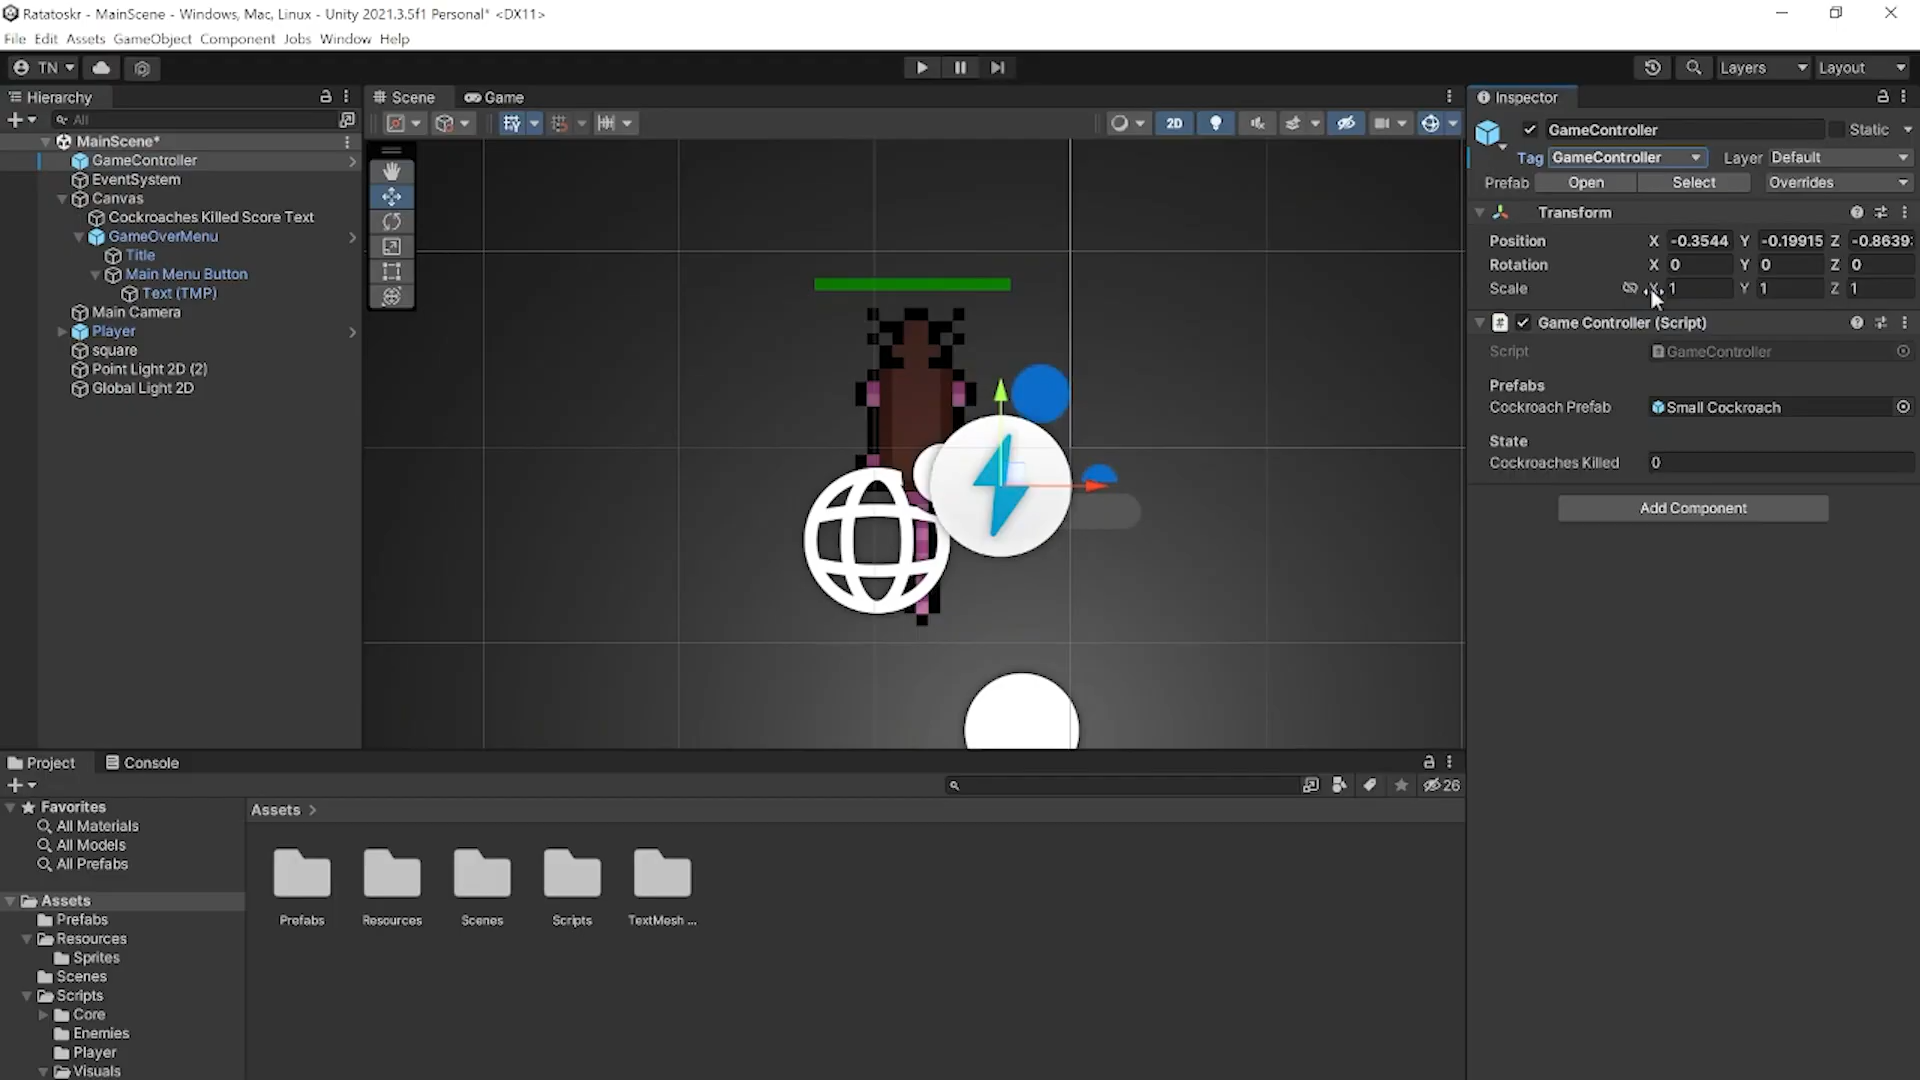 Ratatoskr - MainScene - Windows, Mac, Linux - Unity 2021.3.5f1 Personal* <DX11>
File Edit Assets GameObject Component Jobs Window Help
TN
Layers
Layout
Hierarchy
All
MainScene*
GameController
EventSystem
Canvas
Cockroaches Killed Score Text
GameOverMenu
Title
Main Menu Button
Text (TMP)
Main Camera
Player
square
Point Light 2D (2)
Global Light 2D
Scene
Game
2D
Inspector
GameController
Static
Tag GameController Layer Default
Prefab Open Select Overrides
Transform
Position X -0.3544 Y -0.19915 Z -0.8639
Rotation X 0 Y 0 Z 0
Scale X 1 Y 1 Z 1
Game Controller (Script)
Script GameController
Prefabs
Cockroach Prefab Small Cockroach
State
Cockroaches Killed 0
Add Component
Project
Console
26
Favorites
All Materials
All Models
All Prefabs
Assets
Prefabs
Resources
Sprites
Scenes
Scripts
Core
Enemies
Player
Visuals
Assets >
Prefabs
Resources
Scenes
Scripts
TextMesh ...